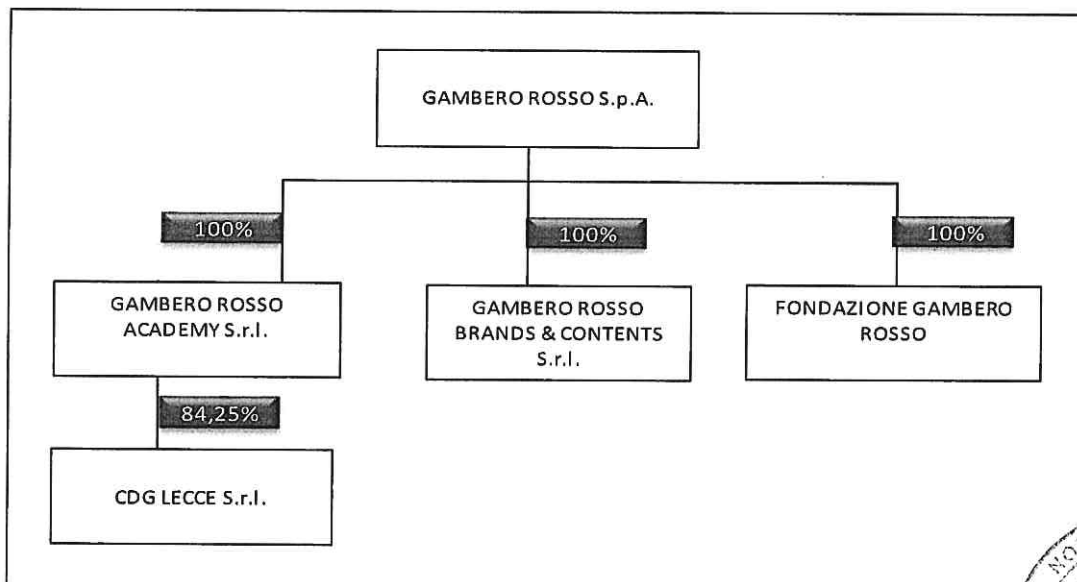 GAMBERO ROSSO S.p.A.
100%
100%
100%
GAMBERO ROSSO
ACADEMY S.r.l.
GAMBERO ROSSO
BRANDS & CONTENTS
S.r.l.
FONDAZIONE GAMBERO
ROSSO
84,25%
CDG LECCE S.r.l.